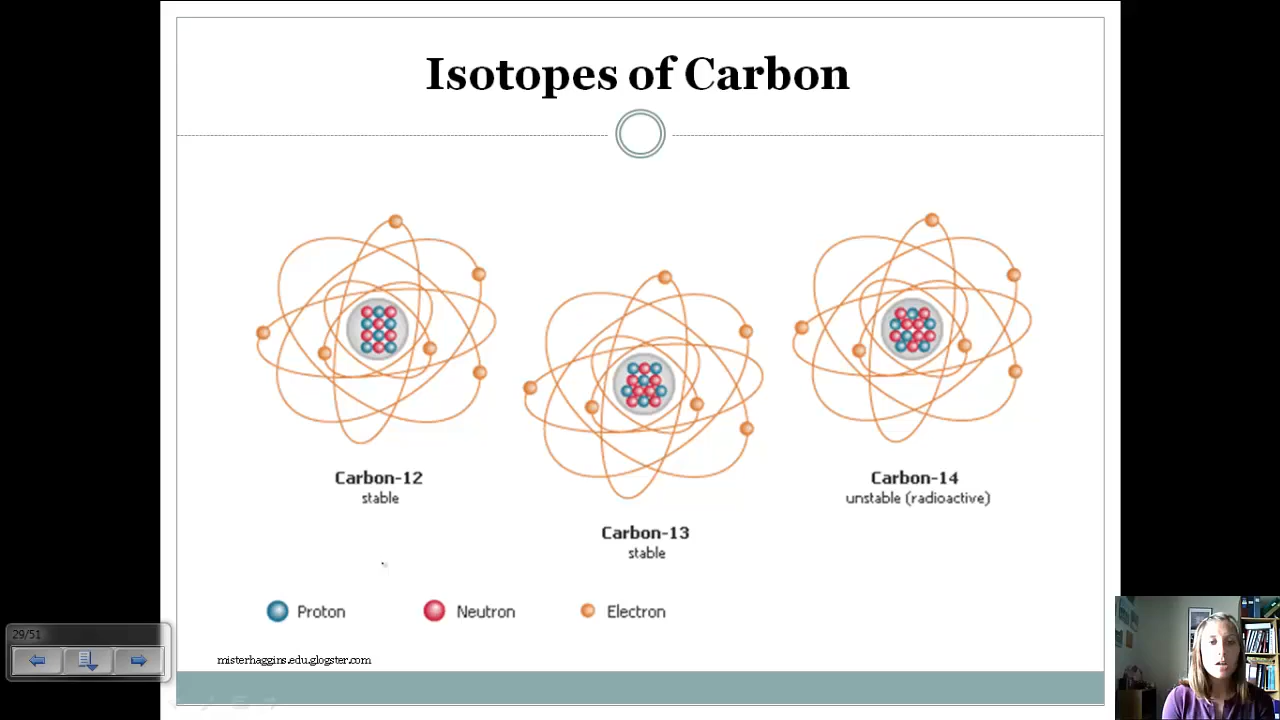 Isotopes of Carbon
Carbon-12
stable
Carbon-13
stable
Carbon-14
unstable (radioactive)
Proton
Neutron
Electron
29/51
misterhaggins.edu.glogster.com